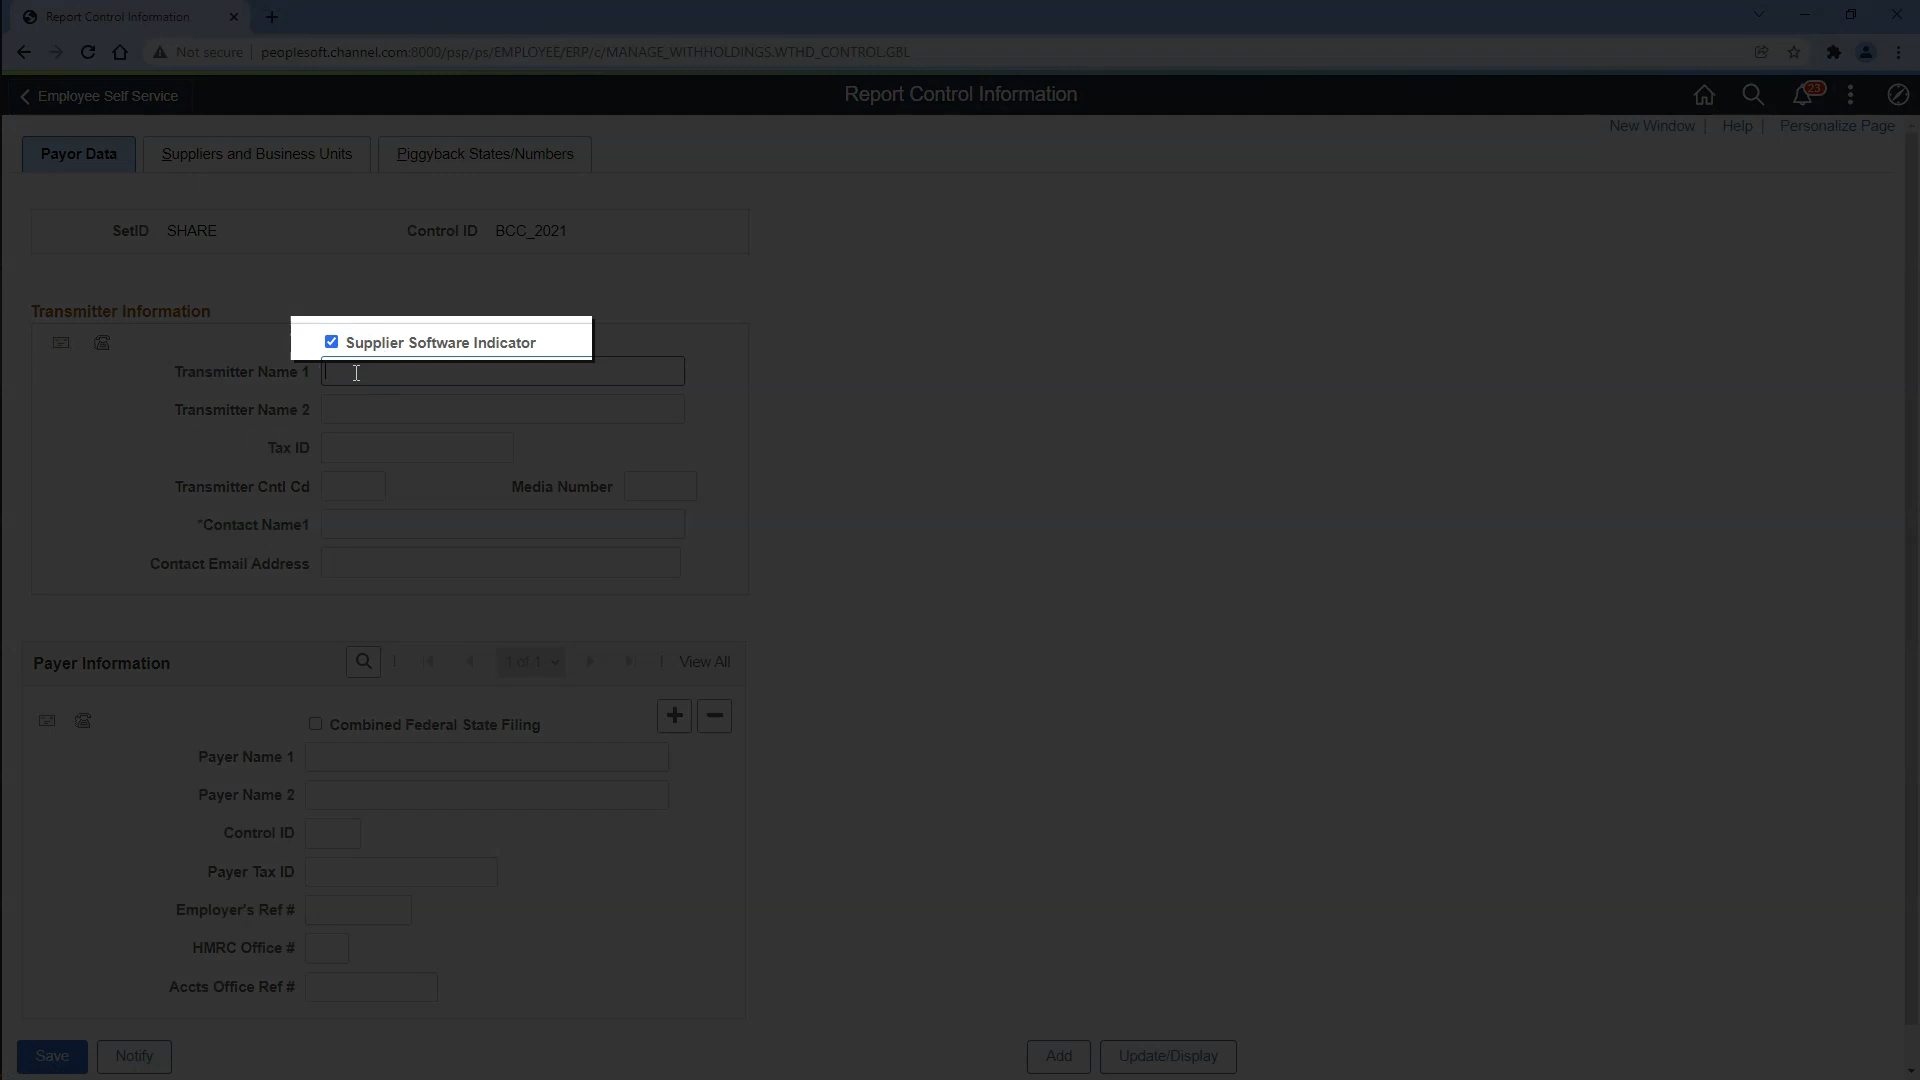 Report Control Information
Not secure peoplesoft.channel.com:8000/psp/ps/EMPLOYEE/ERP/c/MANAGE_WITHHOLDINGS.WTHD_CONTROL.GBL
Employee Self Service
Report Control Information
23
New Window Help Personalize Page
Payor Data Suppliers and Business Units Piggyback States/Numbers
SetID SHARE Control ID BCC_2021
Transmitter Information
Supplier Software Indicator
Transmitter Name 1
Transmitter Name 2
Tax ID
Transmitter Cntl Cd Media Number
*Contact Name1
Contact Email Address
Payer Information 1 of 1 View All
Combined Federal State Filing
Payer Name 1
Payer Name 2
Control ID
Payer Tax ID
Employer's Ref #
HMRC Office #
Accts Office Ref #
Save Notify Add Update/Display